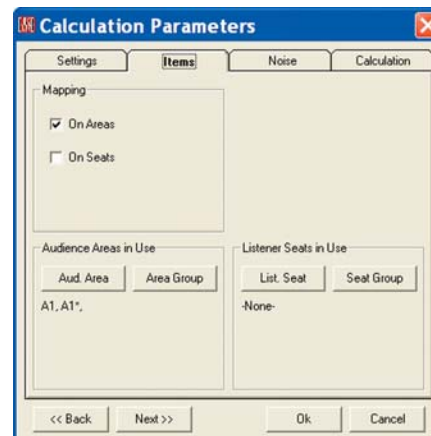 Calculation Parameters
Settings Items Noise Calculation
Mapping
On Areas
On Seats
Audience Areas in Use
Aud. Area Area Group
A1, A1*,
Listener Seats in Use
List. Seat Seat Group
-None-
<< Back Next >> Ok Cancel